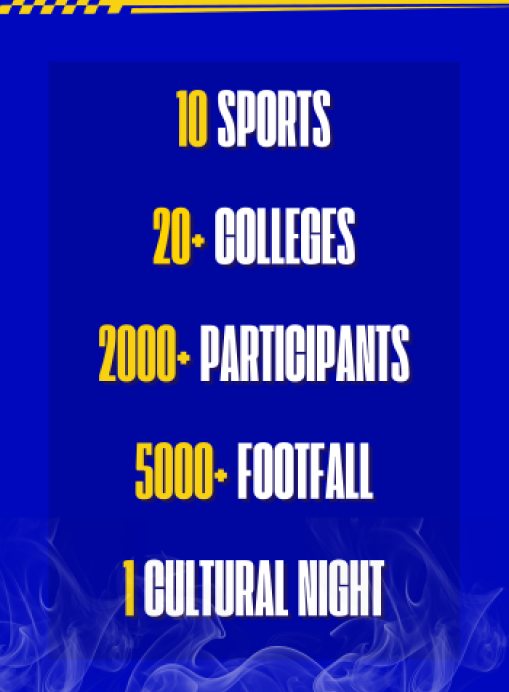 10 SPORTS
20+ COLLEGES
2000+ PARTICIPANTS
5000+ FOOTFALL
1 CULTURAL NIGHT